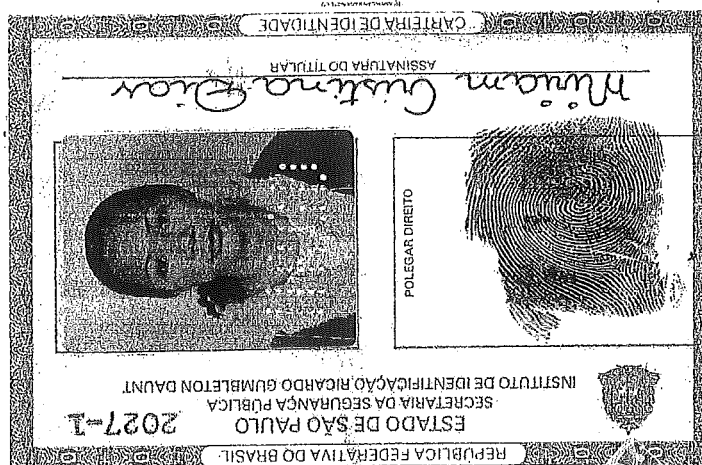 REPÚBLICA FEDERATIVA DO BRASIL
ESTADO DE SÃO PAULO
2027-1
SECRETARIA DA SEGURANÇA PÚBLICA
INSTITUTO DE IDENTIFICAÇÃO RICARDO GUMBLETON DAUNT
POLEGAR DIREITO
Miriam Cristina Dias
ASSINATURA DO TITULAR
CARTEIRA DE IDENTIDADE